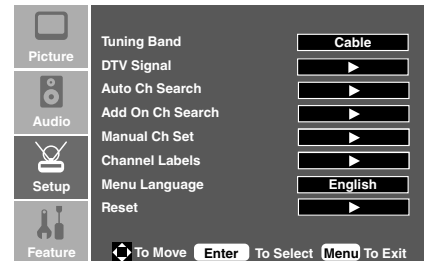 Picture
Audio
Setup
Feature
Tuning Band Cable
DTV Signal
Auto Ch Search
Add On Ch Search
Manual Ch Set
Channel Labels
Menu Language English
Reset
To Move Enter To Select Menu To Exit